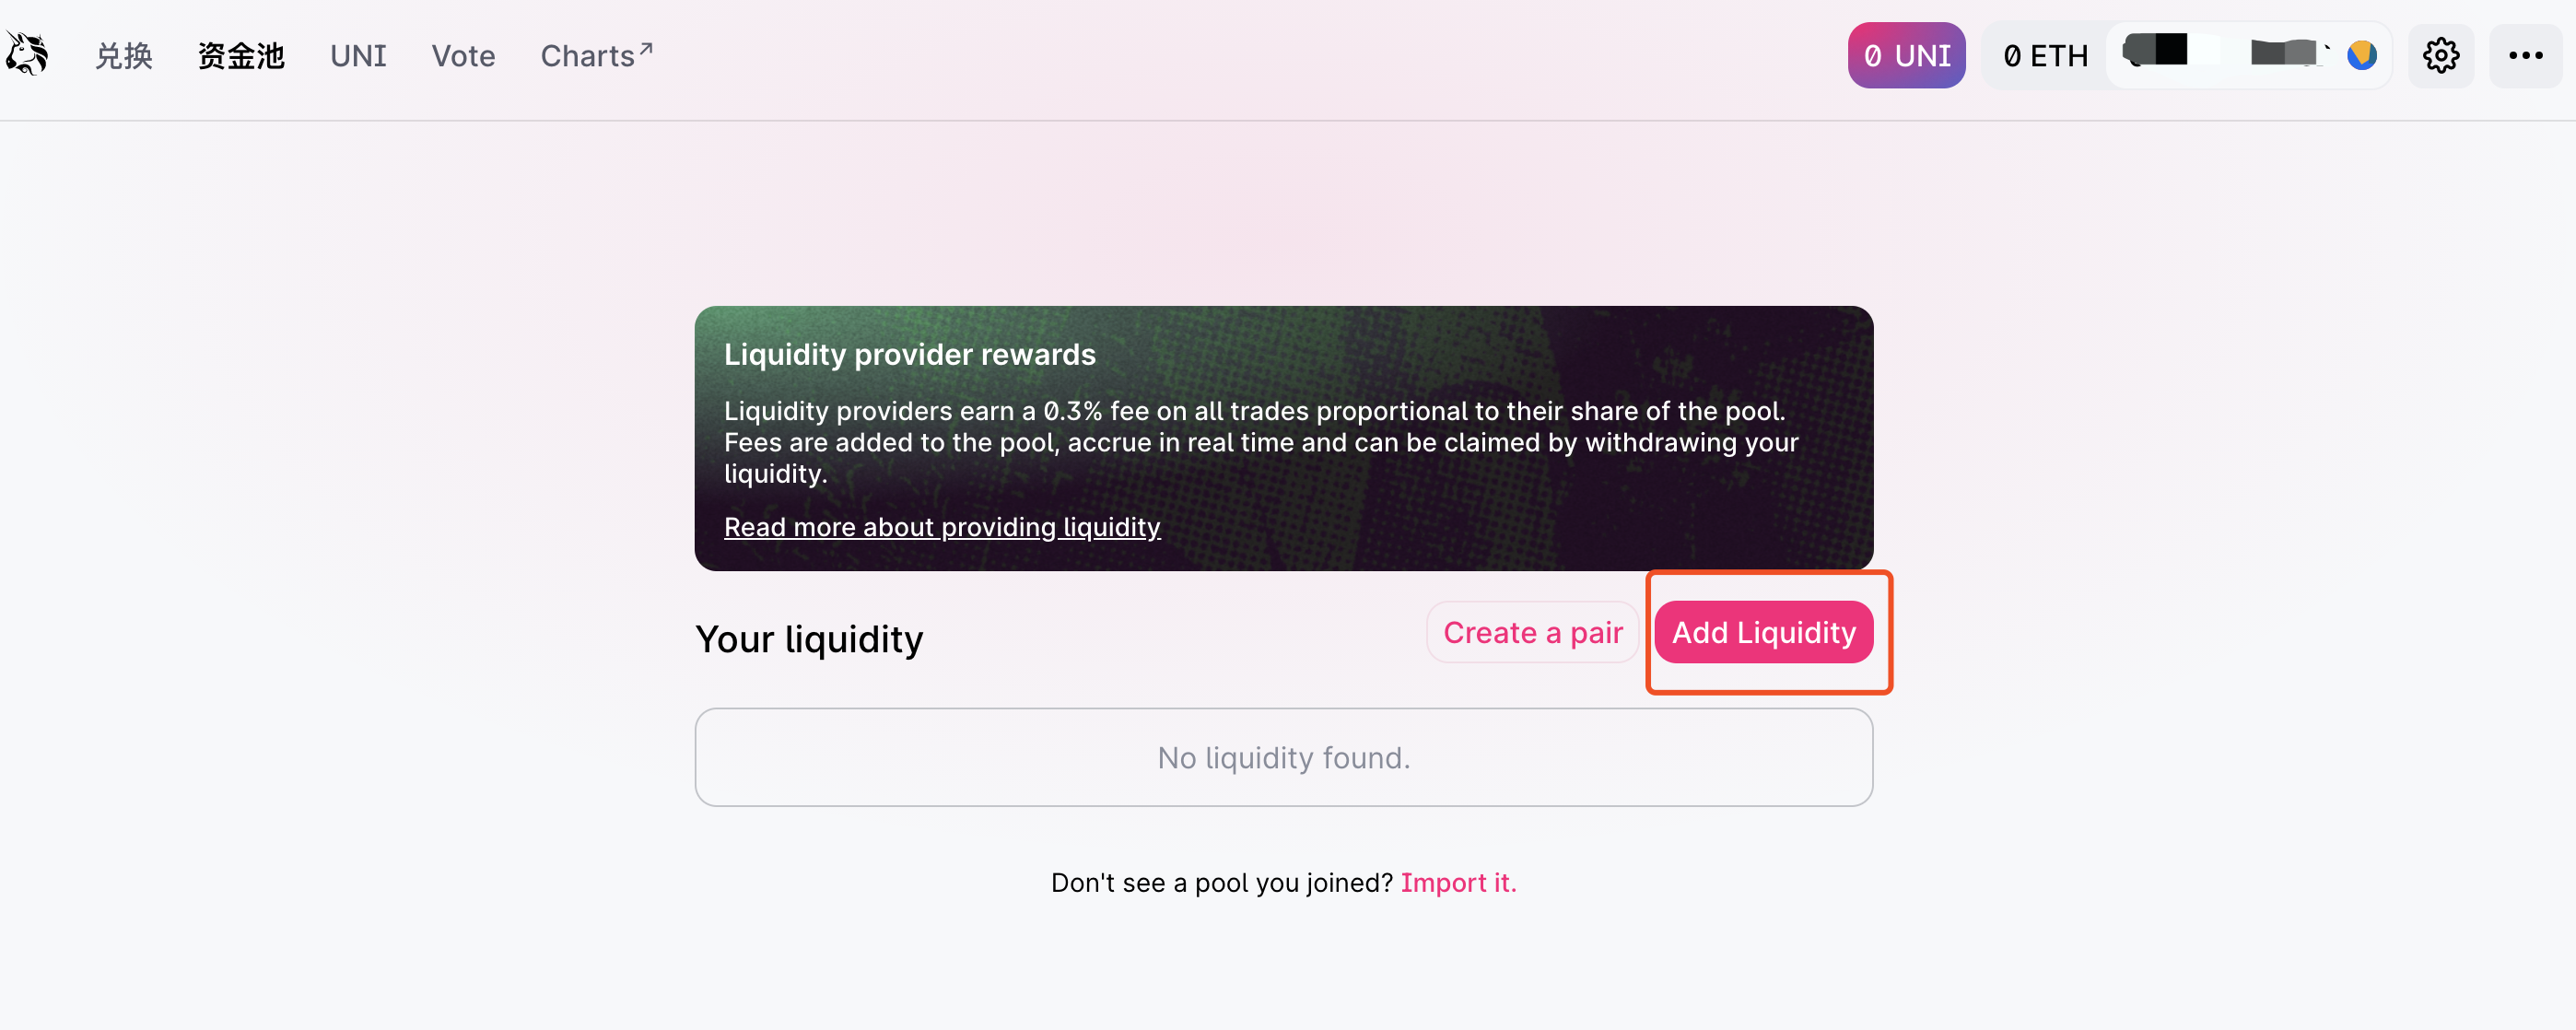 兑换 资金池 UNI Vote Charts↗ 0 UNI 0 ETH
Liquidity provider rewards
Liquidity providers earn a 0.3% fee on all trades proportional to their share of the pool.
Fees are added to the pool, accrue in real time and can be claimed by withdrawing your
liquidity.
Read more about providing liquidity
Your liquidity Create a pair Add Liquidity
No liquidity found.
Don't see a pool you joined? Import it.